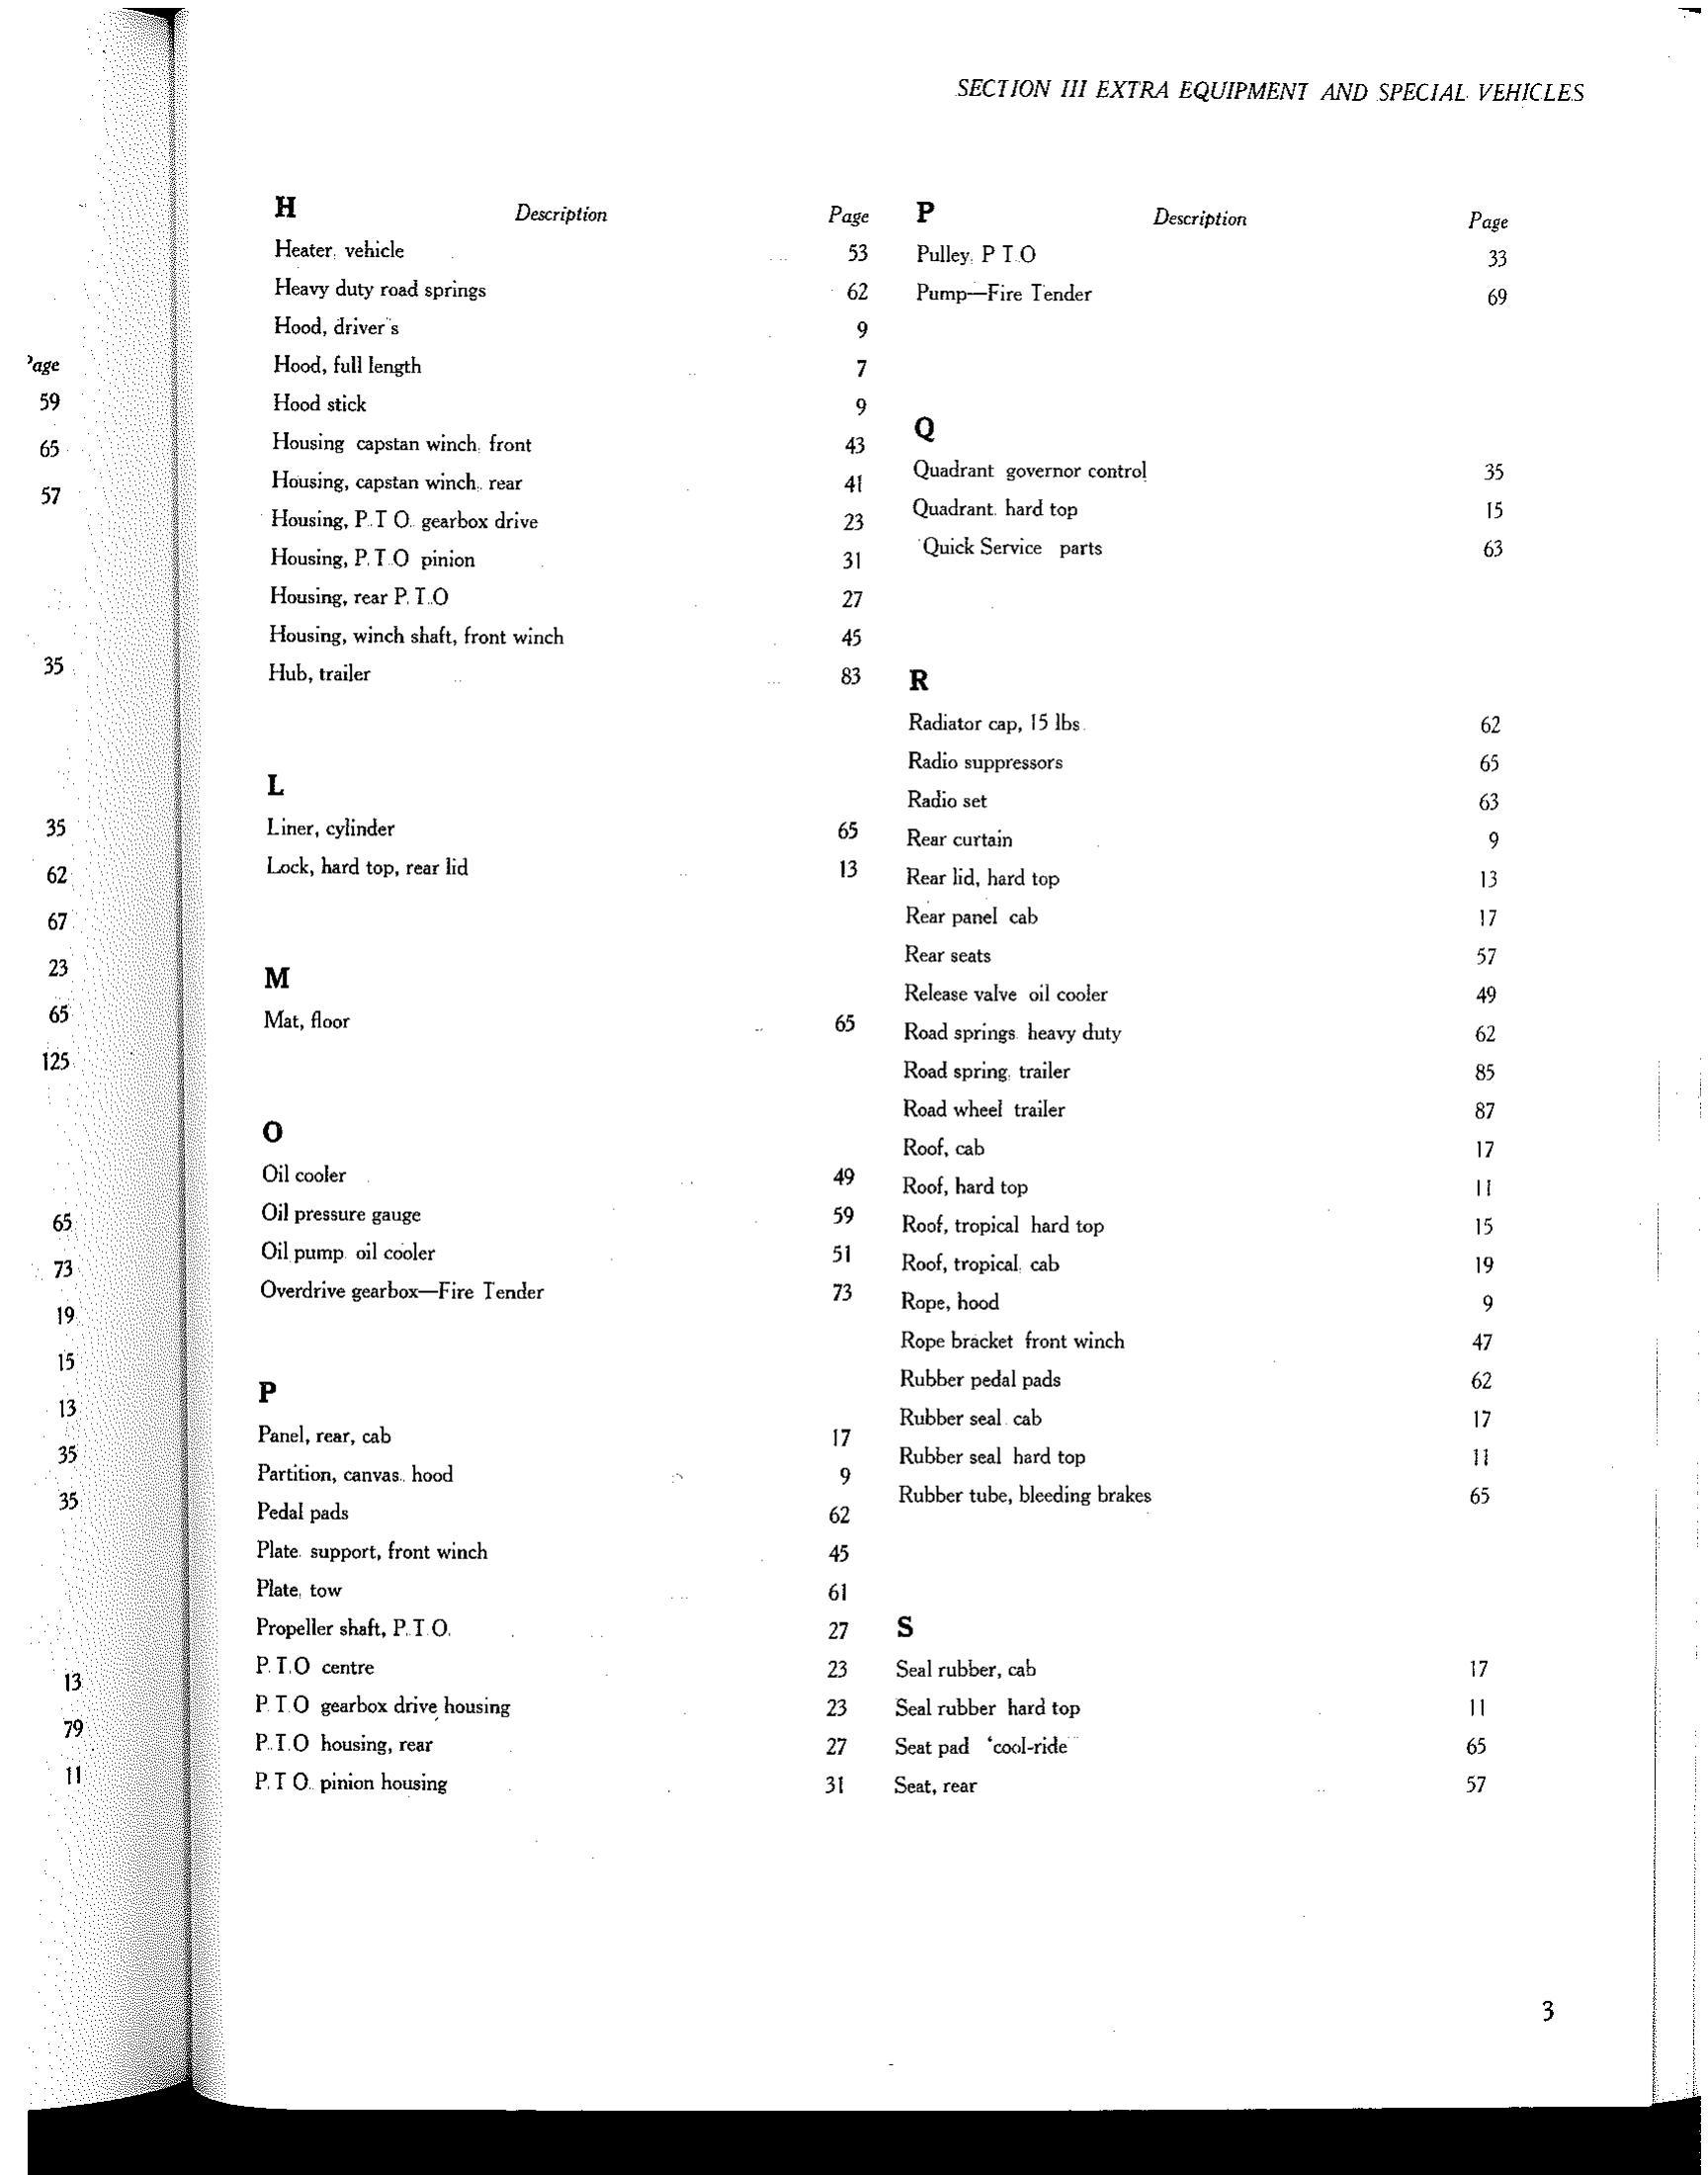 SECTION III EXTRA EQUIPMENT AND SPECIAL VEHICLES
Page
59
65
57
35
35
62
67
23
65
125
65
73
19
15
13
35
35
13
79
11
H Description Page
Heater, vehicle 53
Heavy duty road springs 62
Hood, driver's 9
Hood, full length 7
Hood stick 9
Housing capstan winch, front 43
Housing, capstan winch, rear 41
Housing, P.T O. gearbox drive 23
Housing, P.T.O pinion 31
Housing, rear P.T.O 27
Housing, winch shaft, front winch 45
Hub, trailer 83
L
Liner, cylinder 65
Lock, hard top, rear lid 13
M
Mat, floor 65
O
Oil cooler 49
Oil pressure gauge 59
Oil pump oil cooler 51
Overdrive gearbox—Fire Tender 73
P
Panel, rear, cab 17
Partition, canvas, hood 9
Pedal pads 62
Plate support, front winch 45
Plate, tow 61
Propeller shaft, P.T.O. 27
P.T.O centre 23
P T O gearbox drive housing 23
P.T.O housing, rear 27
P.T O. pinion housing 31
P Description Page
Pulley, P T.O 33
Pump—Fire Tender 69
Q
Quadrant governor control 35
Quadrant hard top 15
Quick Service parts 63
R
Radiator cap, 15 lbs. 62
Radio suppressors 65
Radio set 63
Rear curtain 9
Rear lid, hard top 13
Rear panel cab 17
Rear seats 57
Release valve oil cooler 49
Road springs heavy duty 62
Road spring, trailer 85
Road wheel trailer 87
Roof, cab 17
Roof, hard top 11
Roof, tropical hard top 15
Roof, tropical, cab 19
Rope, hood 9
Rope bracket front winch 47
Rubber pedal pads 62
Rubber seal cab 17
Rubber seal hard top 11
Rubber tube, bleeding brakes 65
S
Seal rubber, cab 17
Seal rubber hard top 11
Seat pad 'cool-ride" 65
Seat, rear 57
3